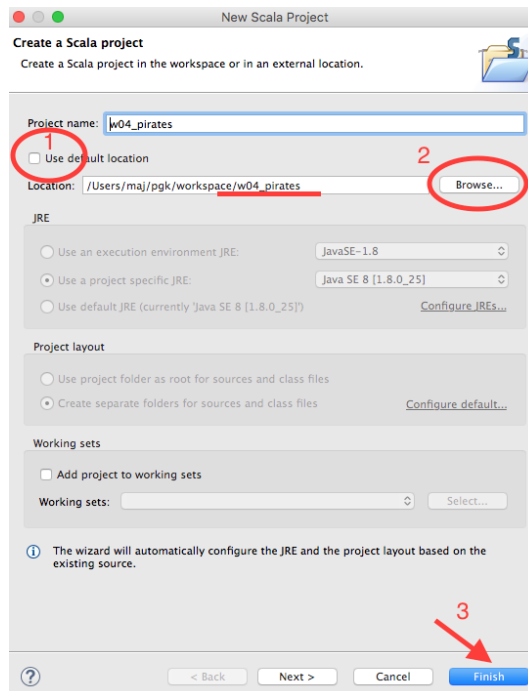 New Scala Project
Create a Scala project
Create a Scala project in the workspace or in an external location.
Project name: w04_pirates
1
Use default location
2
Location: /Users/maj/pgk/workspace/w04_pirates Browse...
JRE
Use an execution environment JRE: JavaSE-1.8
Use a project specific JRE: Java SE 8 [1.8.0_25]
Use default JRE (currently 'Java SE 8 [1.8.0_25]') Configure JREs...
Project layout
Use project folder as root for sources and class files
Create separate folders for sources and class files Configure default...
Working sets
Add project to working sets
Working sets: Select...
The wizard will automatically configure the JRE and the project layout based on the
existing source.
3
? < Back Next > Cancel Finish